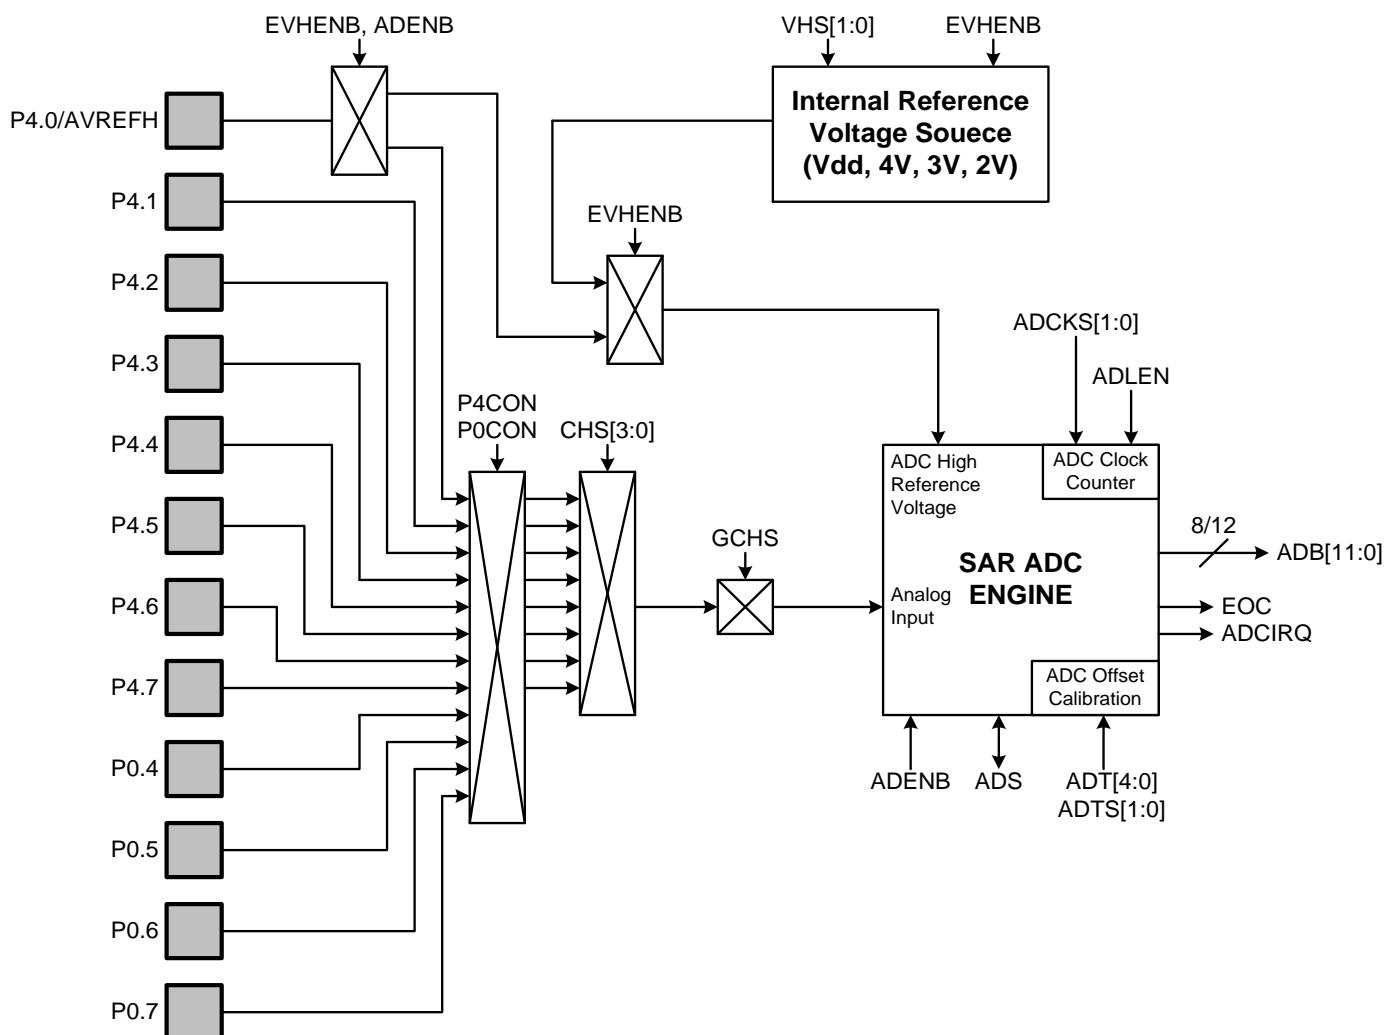 EVHENB, ADENB
VHS[1:0]
EVHENB
P4.0/AVREFH
Internal Reference
Voltage Souece
(Vdd, 4V, 3V, 2V)
P4.1
EVHENB
P4.2
ADCKS[1:0]
P4.3
ADLEN
P4CON
P0CON
CHS[3:0]
P4.4
ADC High
Reference
Voltage
ADC Clock
Counter
P4.5
8/12
ADB[11:0]
GCHS
SAR ADC
ENGINE
P4.6
Analog
Input
EOC
ADCIRQ
P4.7
ADC Offset
Calibration
P0.4
ADENB
ADS
ADT[4:0]
ADTS[1:0]
P0.5
P0.6
P0.7